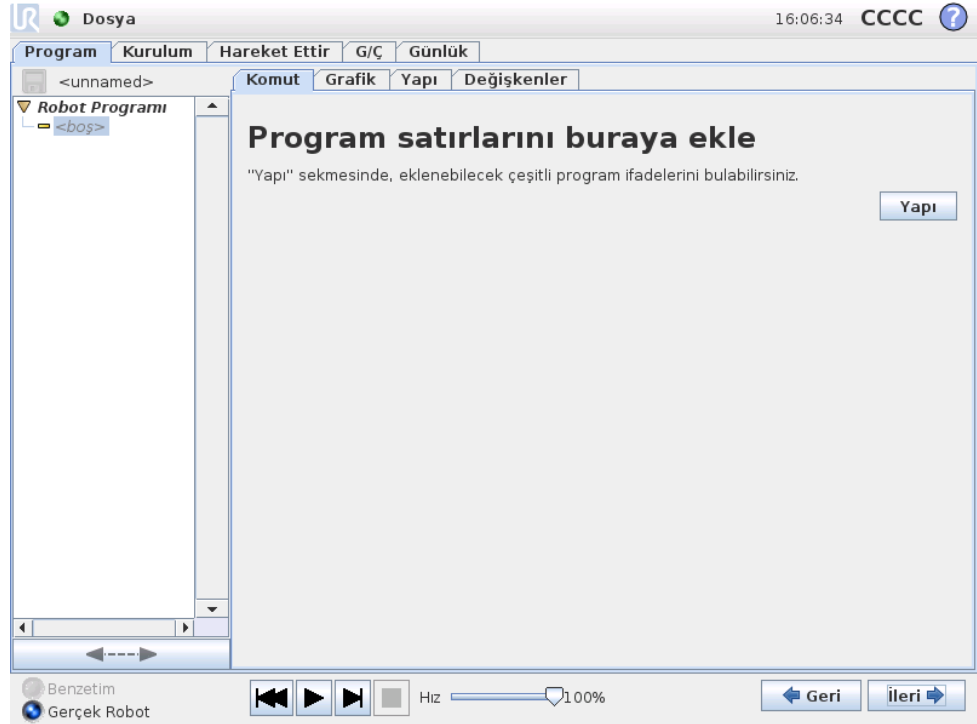 UR Dosya 16:06:34 CCCC ?
Program Kurulum Hareket Ettir G/Ç Günlük
<unnamed>
Komut Grafik Yapı Değişkenler
Robot Programı
<boş>
Program satırlarını buraya ekle
"Yapı" sekmesinde, eklenebilecek çeşitli program ifadelerini bulabilirsiniz.
Yapı
Benzetim
Gerçek Robot
Hız 100%
Geri İleri